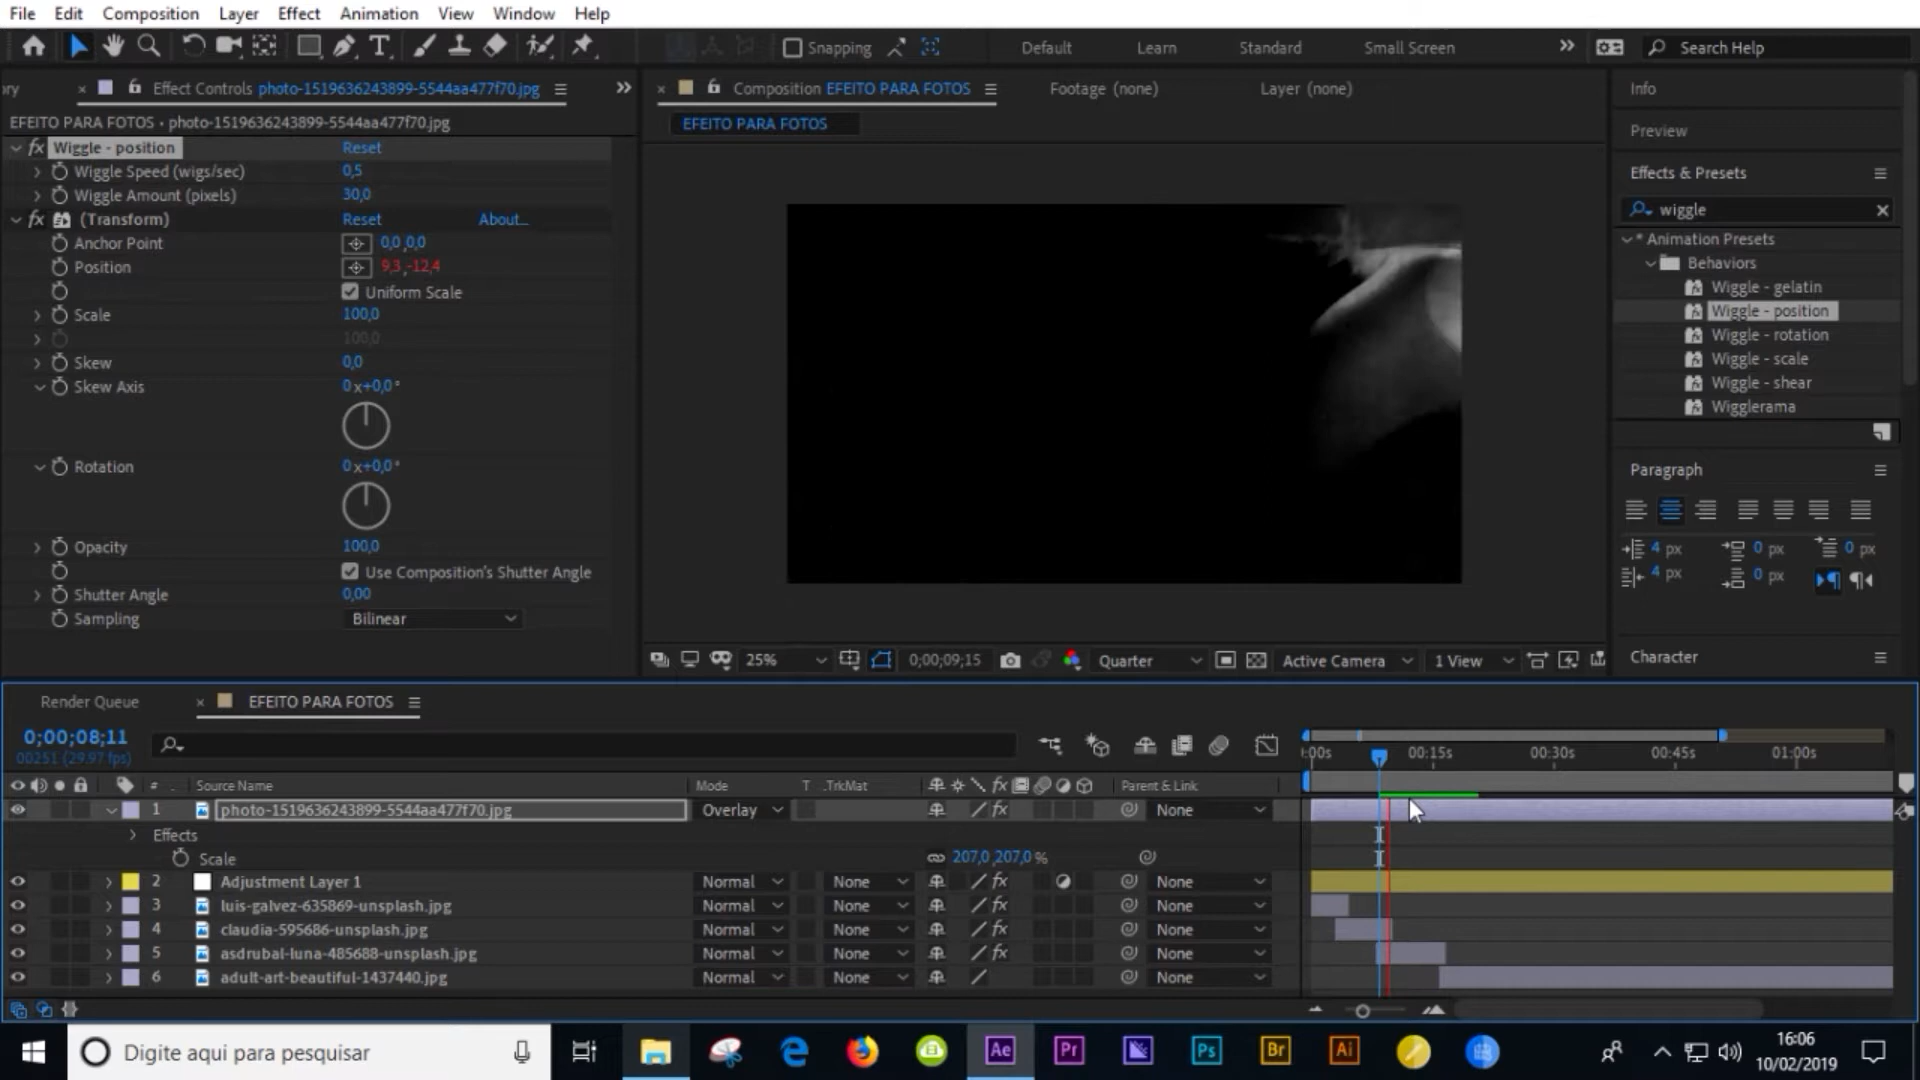 File Edit Composition Layer Effect Animation View Window Help
Snapping Default Learn Standard Small Screen Search Help
ry Effect Controls photo-1519636243899-5544aa477f70.jpg
EFEITO PARA FOTOS • photo-1519636243899-5544aa477f70.jpg
fx Wiggle - position Reset
Wiggle Speed (wigs/sec) 0,5
Wiggle Amount (pixels) 30,0
fx (Transform) Reset About...
Anchor Point 0,0,0,0
Position 9,3,-12,4
Uniform Scale
Scale 100,0
100,0
Skew 0,0
Skew Axis 0x+0,0°
Rotation 0x+0,0°
Opacity 100,0
Use Composition's Shutter Angle
Shutter Angle 0,00
Sampling Bilinear
Composition EFEITO PARA FOTOS Footage (none) Layer (none)
EFEITO PARA FOTOS
25% 0;00;09;15 Quarter Active Camera 1 View
Info
Preview
Effects & Presets
wiggle
* Animation Presets
Behaviors
Wiggle - gelatin
Wiggle - position
Wiggle - rotation
Wiggle - scale
Wiggle - shear
Wigglerama
Paragraph
4 px 0 px 0 px
4 px 0 px
Character
Render Queue EFEITO PARA FOTOS
0;00;08;11
00251 (29.97 fps)
:00s 00:15s 00:30s 00:45s 01:00s
# Source Name Mode T .TrkMat fx Parent & Link
1 photo-1519636243899-5544aa477f70.jpg Overlay fx None
Effects
Scale 207,0,207,0%
2 Adjustment Layer 1 Normal None fx None
3 luis-galvez-635869-unsplash.jpg Normal None fx None
4 claudia-595686-unsplash.jpg Normal None fx None
5 asdrubal-luna-485688-unsplash.jpg Normal None fx None
6 adult-art-beautiful-1437440.jpg Normal None None
Digite aqui para pesquisar Ae Pr Ps Br Ai 16:06
10/02/2019